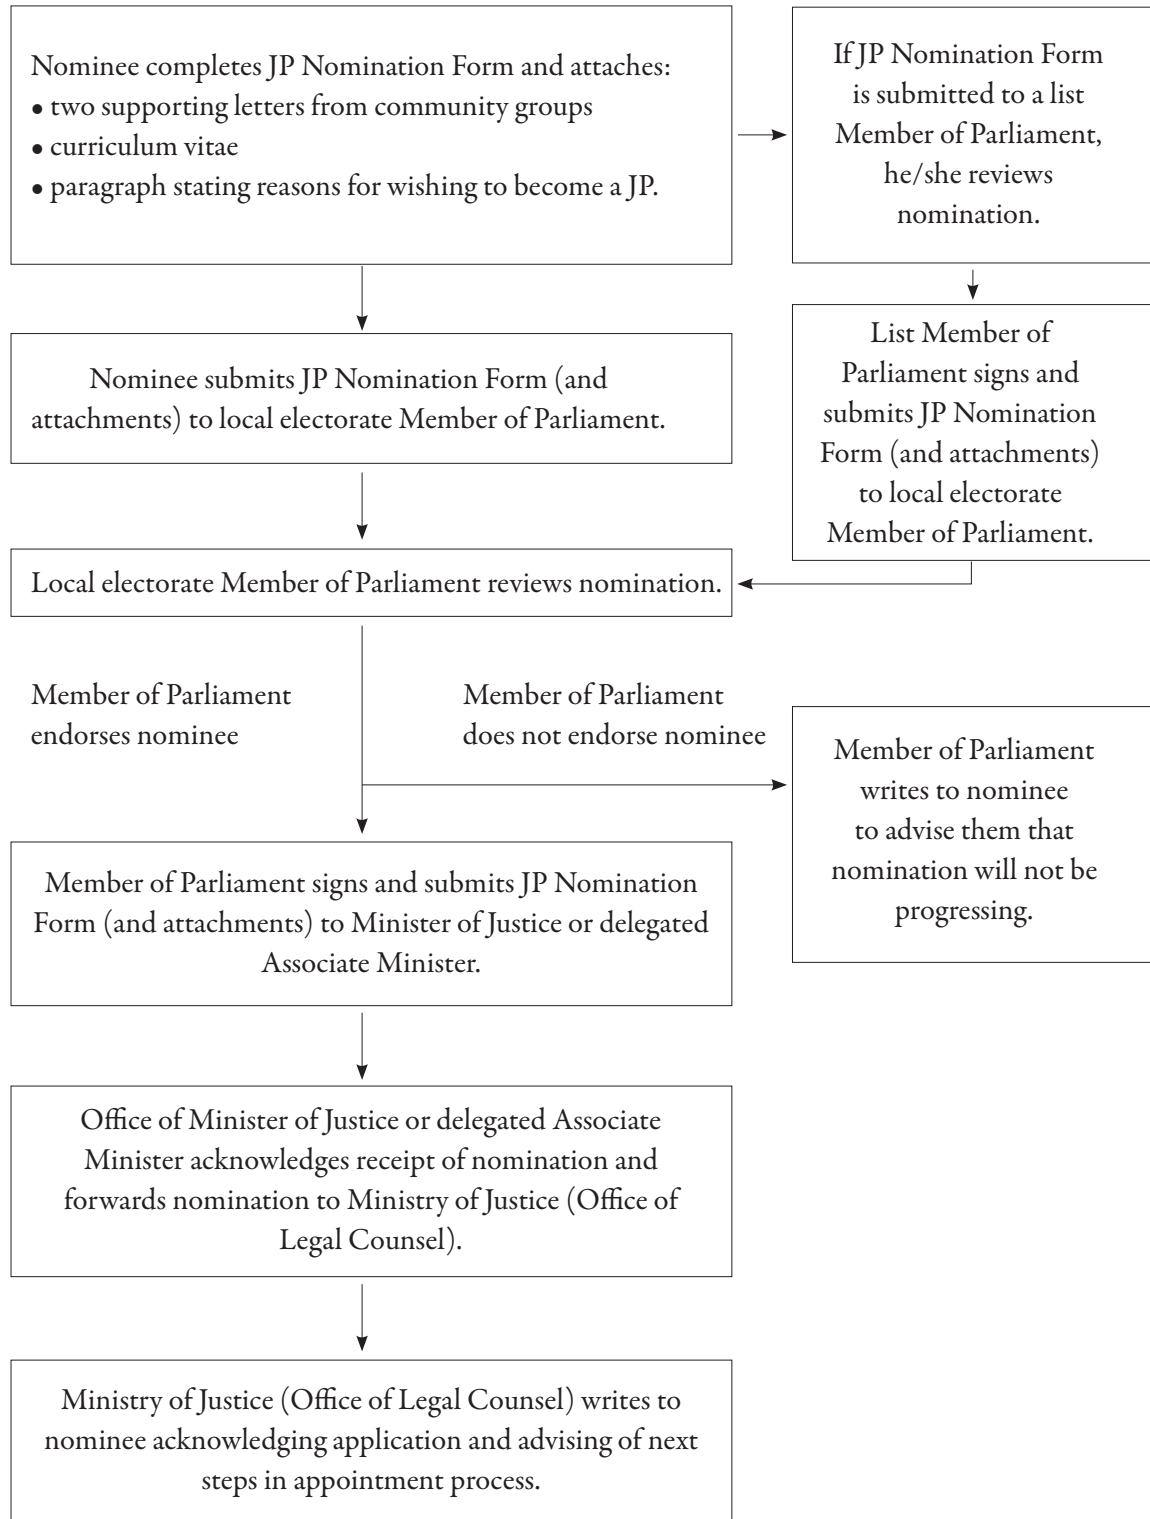 Nominee completes JP Nomination Form and attaches:
• two supporting letters from community groups
• curriculum vitae
• paragraph stating reasons for wishing to become a JP.
If JP Nomination Form
is submitted to a list
Member of Parliament,
he/she reviews
nomination.
Nominee submits JP Nomination Form (and
attachments) to local electorate Member of Parliament.
List Member of
Parliament signs and
submits JP Nomination
Form (and attachments)
to local electorate
Member of Parliament.
Local electorate Member of Parliament reviews nomination.
Member of Parliament
endorses nominee
Member of Parliament
does not endorse nominee
Member of Parliament
writes to nominee
to advise them that
nomination will not be
progressing.
Member of Parliament signs and submits JP Nomination
Form (and attachments) to Minister of Justice or delegated
Associate Minister.
Office of Minister of Justice or delegated Associate
Minister acknowledges receipt of nomination and
forwards nomination to Ministry of Justice (Office of
Legal Counsel).
Ministry of Justice (Office of Legal Counsel) writes to
nominee acknowledging application and advising of next
steps in appointment process.